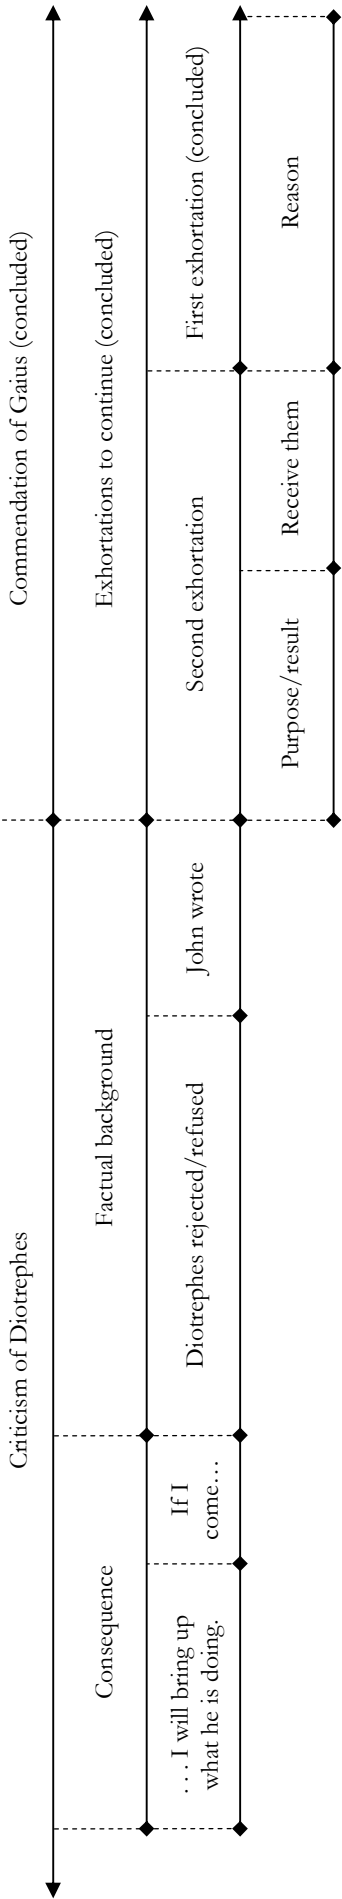 Criticism of Diotrephes
Commendation of Gaius (concluded)
Consequence
Factual background
Exhortations to continue (concluded)
…I will bring up
what he is doing.
If I
come…
Diotrephes rejected/refused
John wrote
Second exhortation
First exhortation (concluded)
Purpose/result
Receive them
Reason